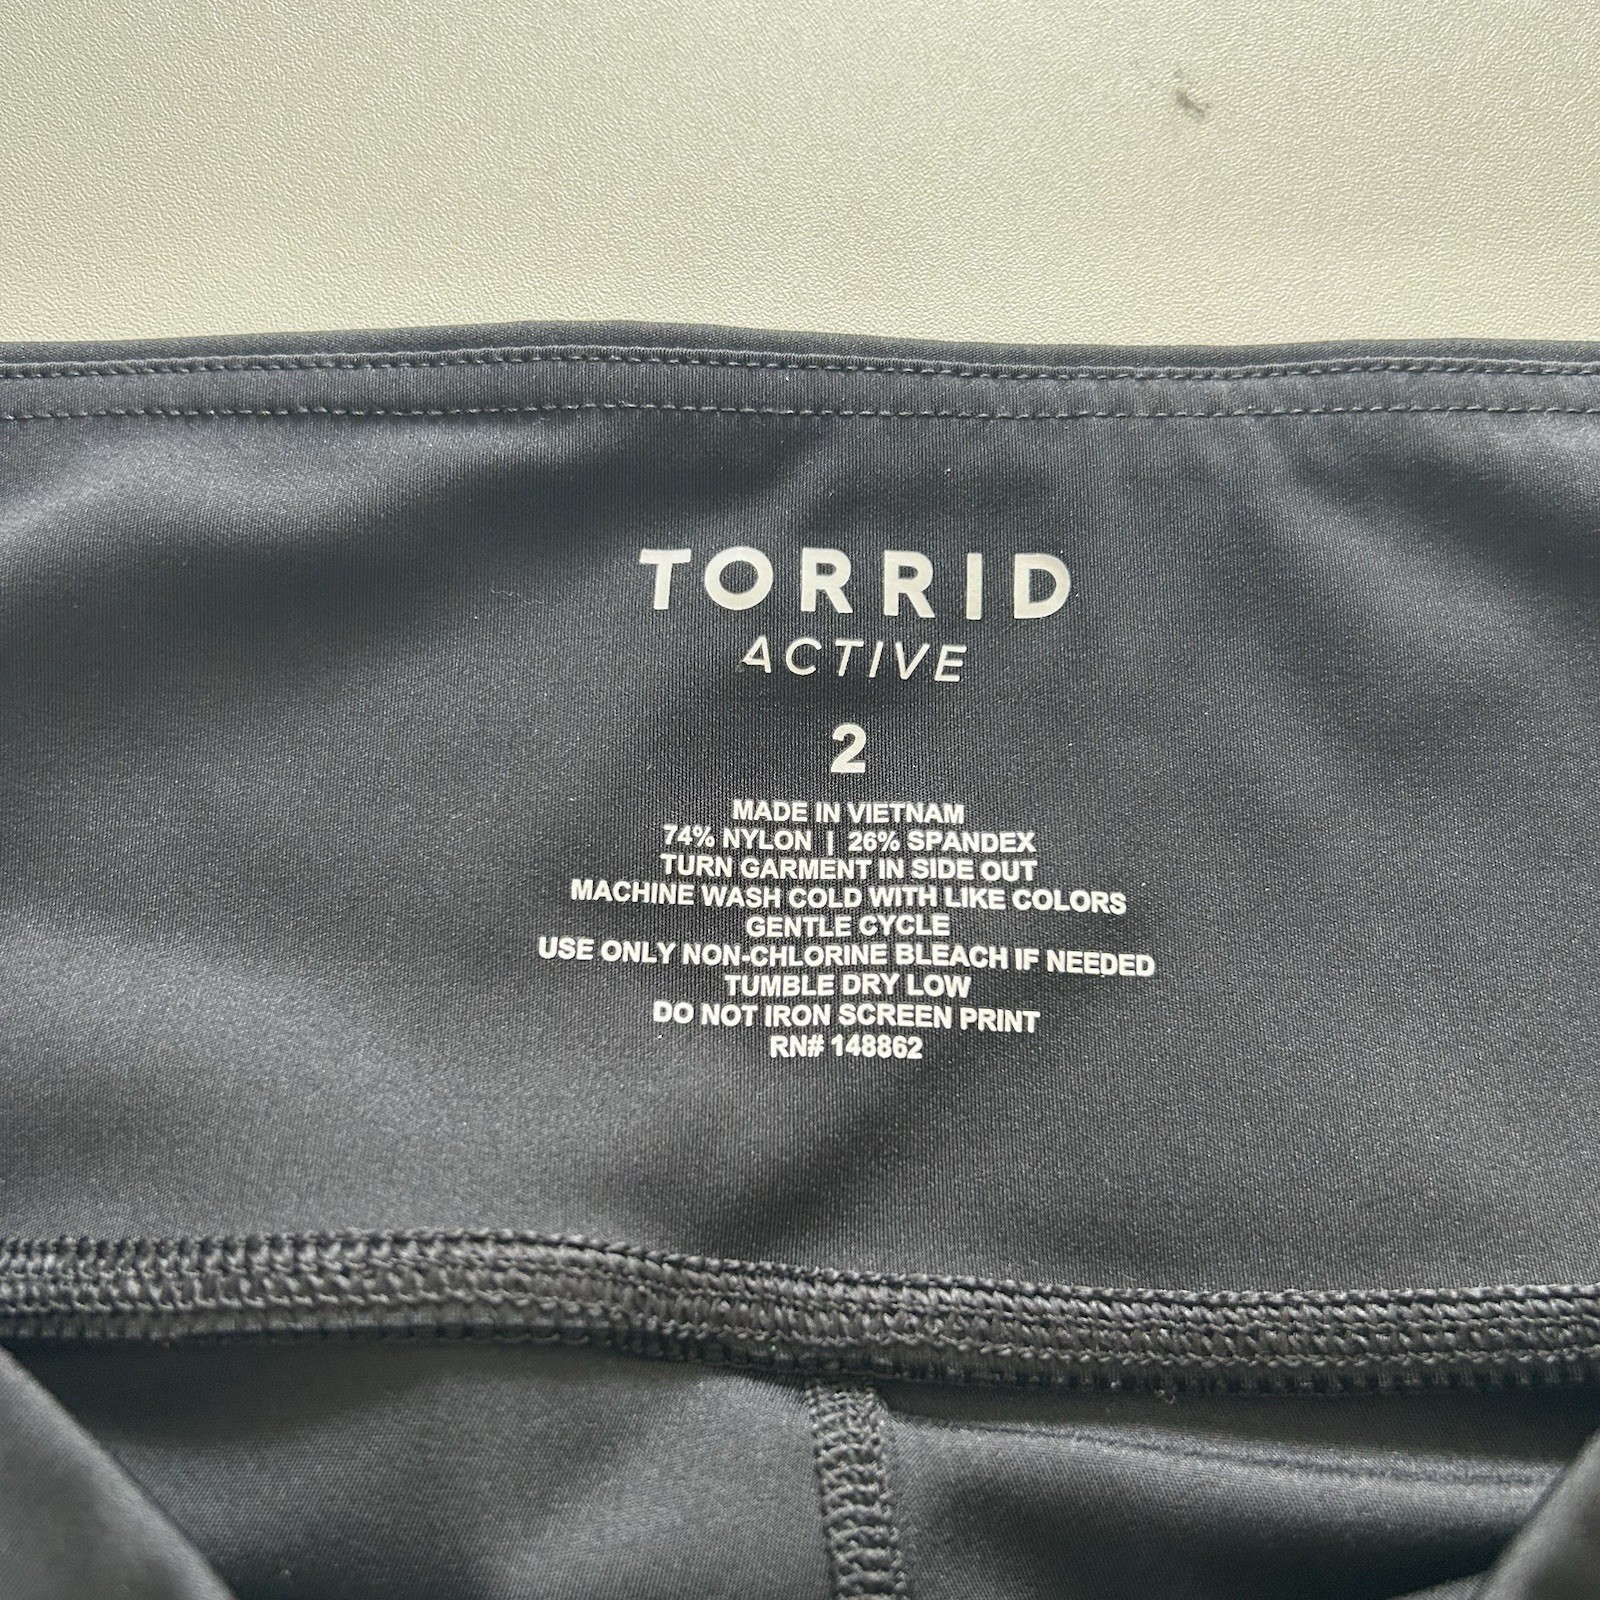 TORRID
ACTIVE
2
MADE IN VIETNAM
74% NYLON | 26% SPANDEX
TURN GARMENT IN SIDE OUT
MACHINE WASH COLD WITH LIKE COLORS
GENTLE CYCLE
USE ONLY NON-CHLORINE BLEACH IF NEEDED
TUMBLE DRY LOW
DO NOT IRON SCREEN PRINT
RN# 148862